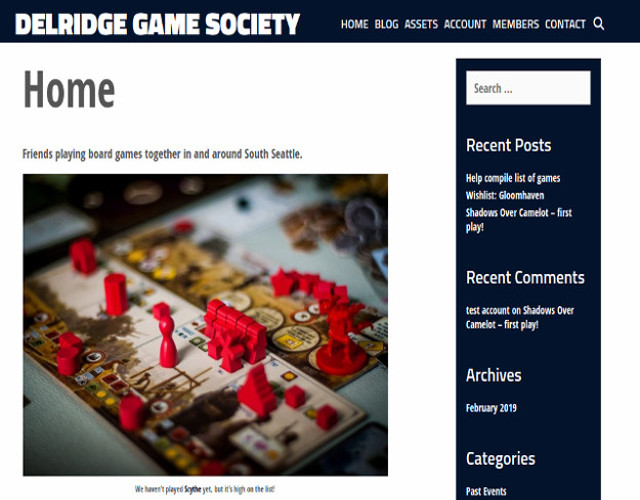 DELRIDGE GAME SOCIETY
HOME BLOG ASSETS ACCOUNT MEMBERS CONTACT
Home
Friends playing board games together in and around South Seattle.
We haven't played Scythe yet, but it's high on the list!
Search ...
Recent Posts
Help compile list of games
Wishlist: Gloomhaven
Shadows Over Camelot – first
play!
Recent Comments
test account on Shadows Over
Camelot – first play!
Archives
February 2019
Categories
Past Events